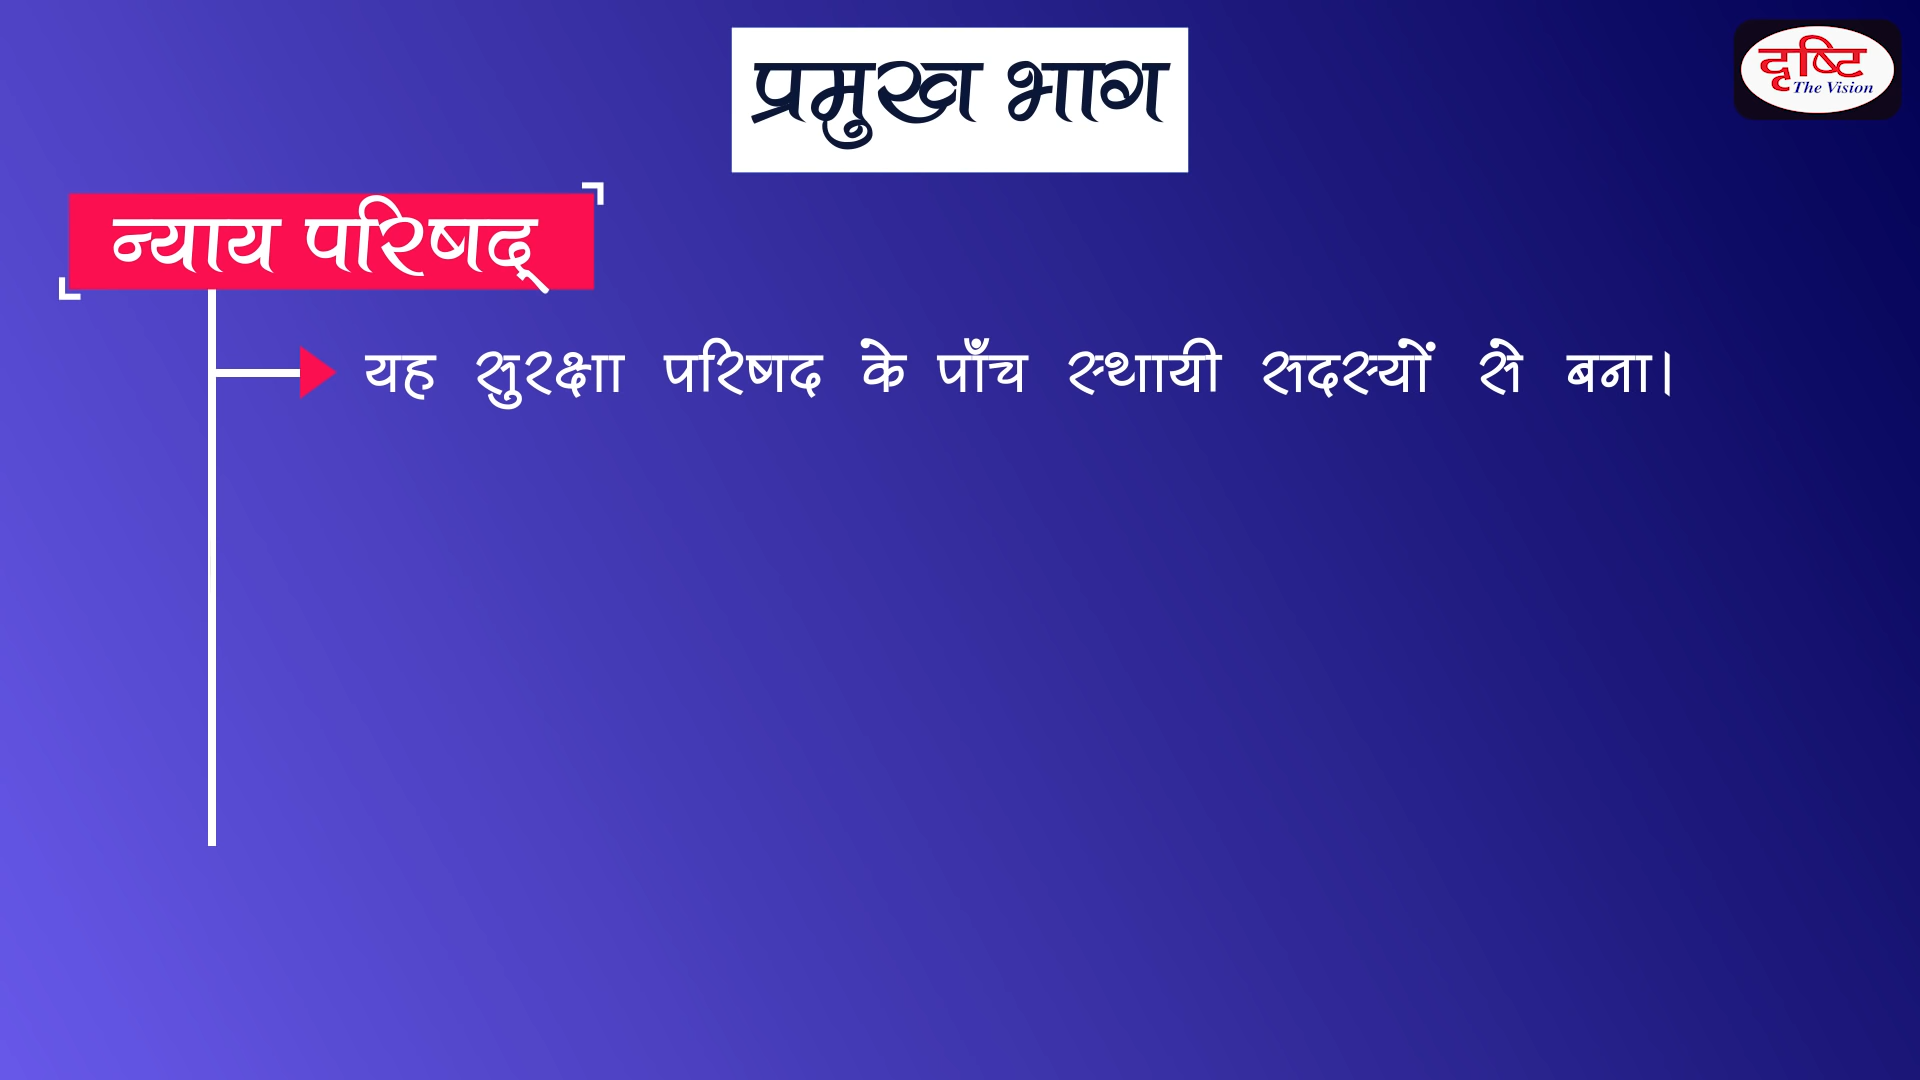 प्रमुख भाग
दृष्टि
The Vision
न्याय परिषद्
यह सुरक्षा परिषद के पाँच स्थायी सदस्यों से बना।